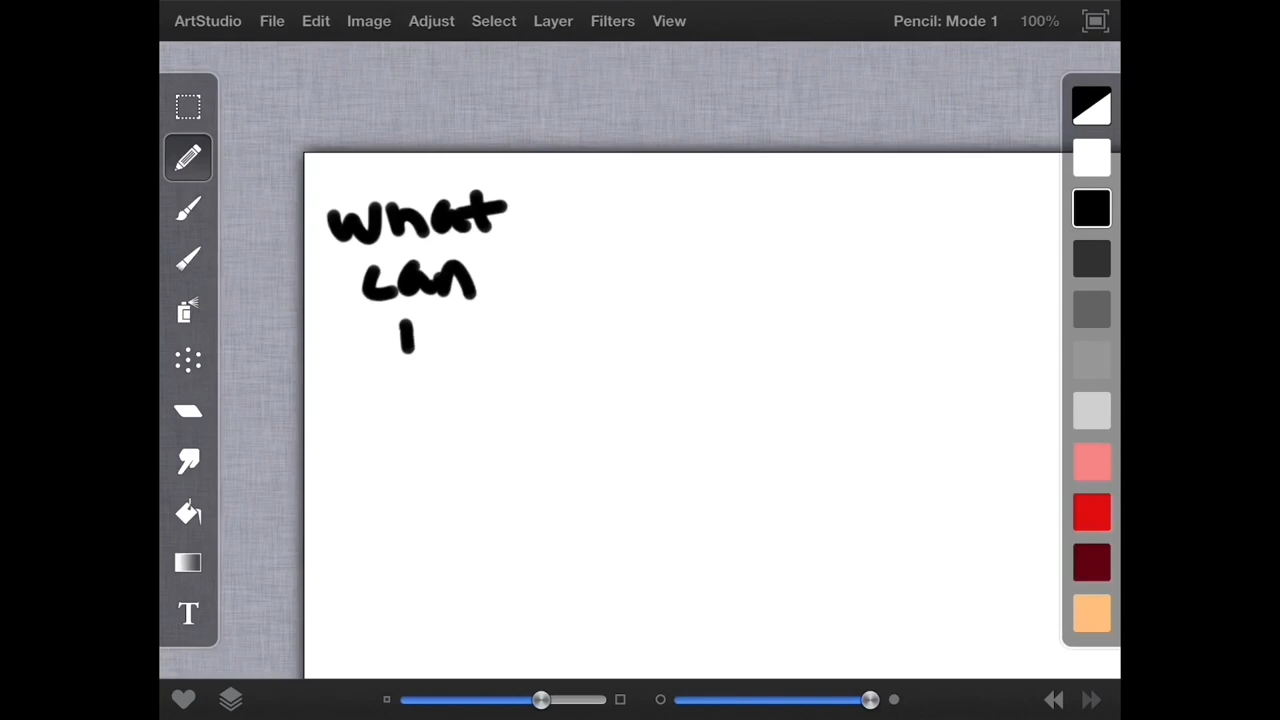 ArtStudio File Edit Image Adjust Select Layer Filters View Pencil: Mode 1 100%
what
can
I
T